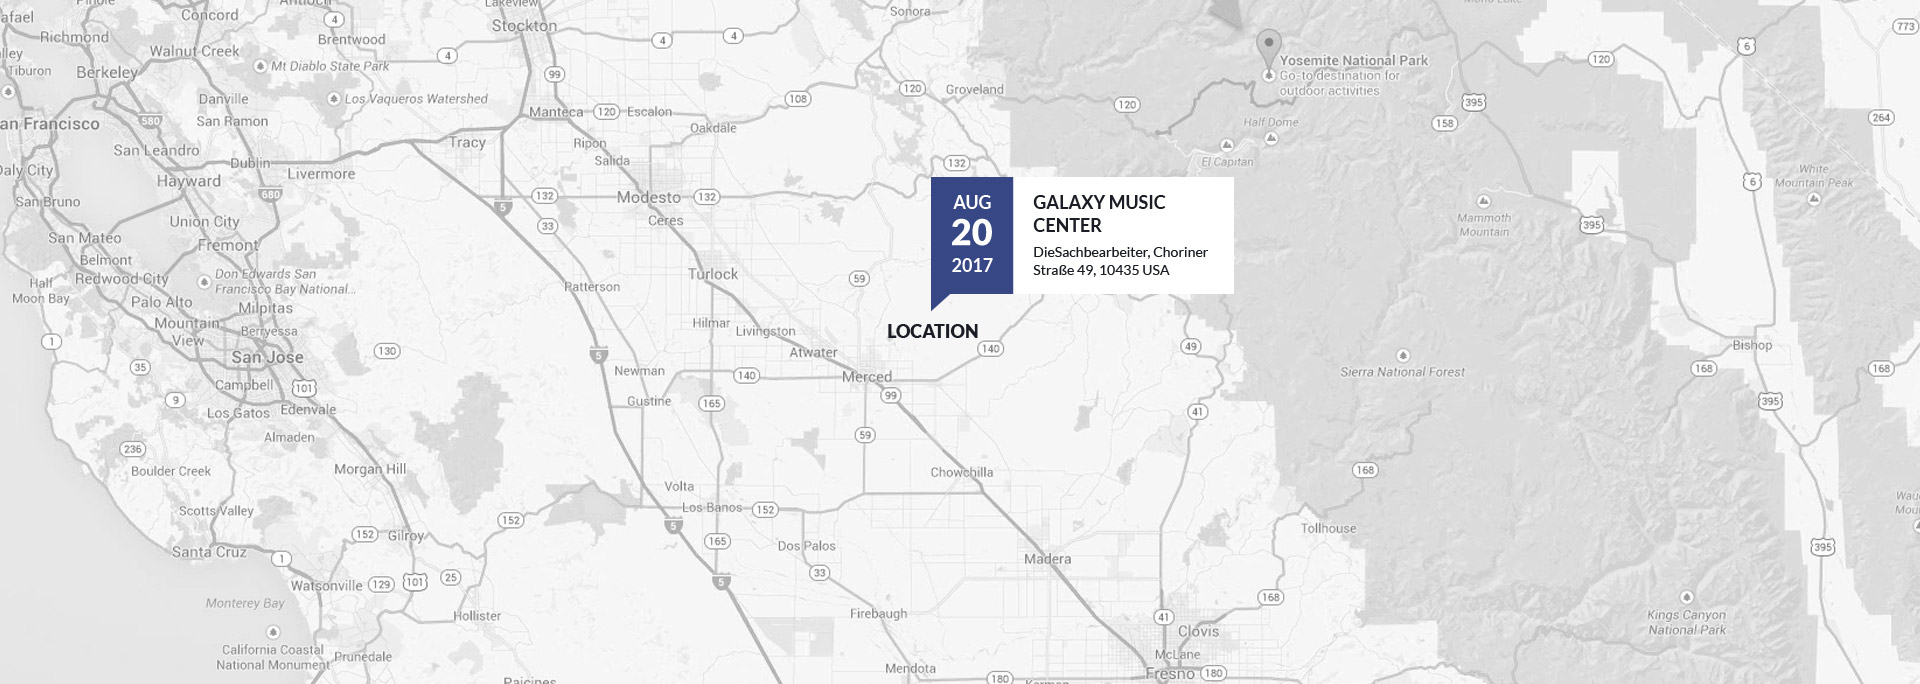 Lakeview
Sonora
Concord
Stockton
4
Richmond
Brentwood
4
4
4
773
Walnut Creek
6
Yosemite National Park
Go-to destination for
outdoor activities
120
Mt Diablo State Park
Tiburon
Berkeley
99
120
Groveland
Danville
Los Vaqueros Watershed
108
120
395
Manteca
120
Escalon
580
San Ramon
an Francisco
Oakdale
Half Dome
158
264
San Leandro
Tracy
Ripon
Salida
132
El Capitan
Daly City
Dublin
Livermore
White
Mountain Peak
Hayward
680
132
Modesto
132
6
San Bruno
5
AUG
20
2017
GALAXY MUSIC
CENTER
DieSachbearbeiter, Choriner
Straße 49, 10435 USA
LOCATION
Union City
33
Ceres
Mammoth
Mountain
395
San Mateo
Fremont
Belmont
Redwood City
Don Edwards San
Francisco Bay National...
Turlock
59
Half
Moon Bay
Patterson
Palo Alto
Milpitas
Mountain
View
Berryessa
Hilmar
Livingston
1
San Jose
130
5
Atwater
140
49
Bishop
35
Sierra National Forest
Newman
140
Merced
168
168
Campbell
101
99
9
Los Gatos
Edenvale
Gustine
165
41
395
Almaden
59
236
Boulder Creek
Morgan Hill
Chowchilla
168
Volta
Scotts Valley
152
Los Banos
152
5
Tollhouse
152
Gilroy
165
Santa Cruz
1
Dos Palos
Madera
395
Watsonville
129
101
25
5
33
168
Monterey Bay
Hollister
Firebaugh
41
Kings Canyon
National Park
Clovis
California Coastal
National Monument
Prunedale
McLane
Mendota
180
Fresno
180
Paicines